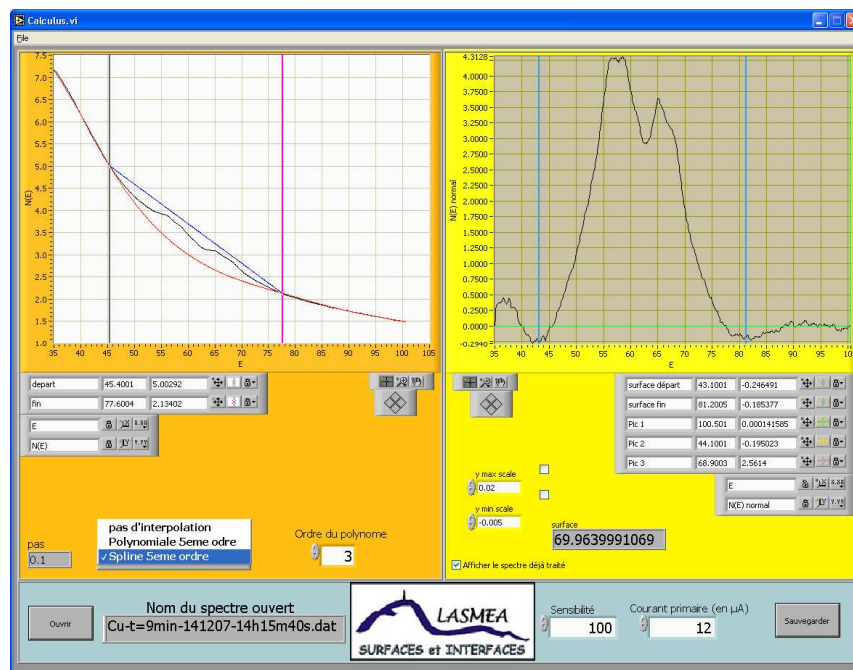 Calculus.vi
File
7.5
7.0
6.5
6.0
5.5
5.0
4.5
4.0
3.5
3.0
2.5
2.0
1.5
1.0
N(E)
35 40 45 50 55 60 65 70 75 80 85 90 95 100 105
E
4.3128
4.0000
3.7500
3.5000
3.2500
3.0000
2.7500
2.5000
2.2500
2.0000
1.7500
1.5000
1.2500
1.0000
0.7500
0.5000
0.2500
0.0000
-0.2940
N(E) normal
35 40 45 50 55 60 65 70 75 80 85 90 95 100
E
depart 45.4001 5.00292
fin 77.6004 2.13402
E
N(E)
surface départ 43.1001 -0.246491
surface fin 81.2005 -0.185377
Pic 1 100.501 0.000141585
Pic 2 44.1001 -0.195023
Pic 3 68.9003 2.5614
E
N(E) normal
y max scale
0.02
y min scale
-0.005
surface
69.9639991069
Afficher le spectre déjà traité
pas
0.1
pas d'interpolation
Polynomiale 5eme odre
✓Spline 5eme ordre
Ordre du polynome
3
Ouvrir
Nom du spectre ouvert
Cu-t=9min-141207-14h15m40s.dat
LASMEA
SURFACES et INTERFACES
Sensibilité
100
Courant primaire (en µA)
12
Sauvegarder